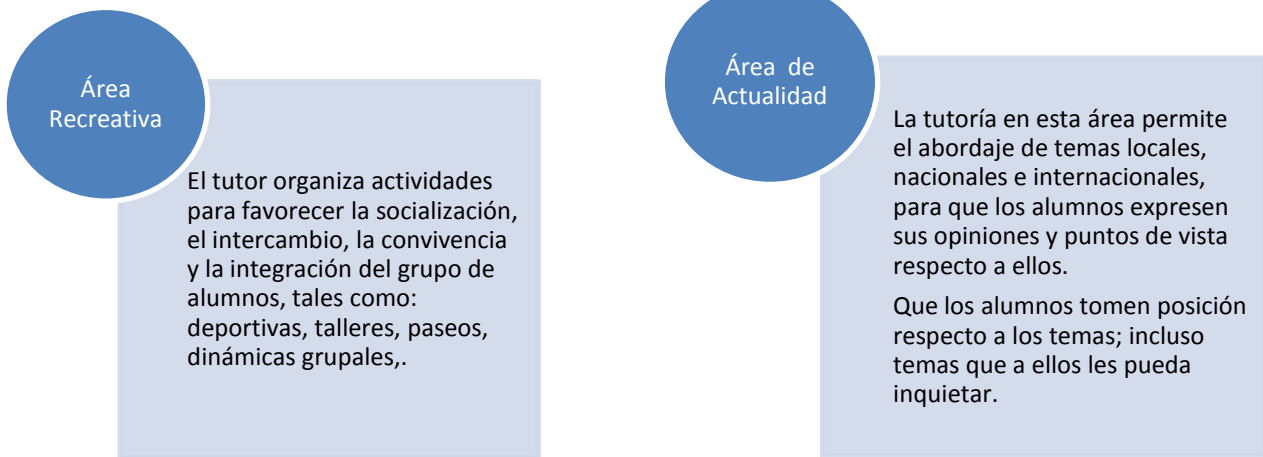 Área
Recreativa
El tutor organiza actividades
para favorecer la socialización,
el intercambio, la convivencia
y la integración del grupo de
alumnos, tales como:
deportivas, talleres, paseos,
dinámicas grupales,.
Área de
Actualidad
La tutoría en esta área permite
el abordaje de temas locales,
nacionales e internacionales,
para que los alumnos expresen
sus opiniones y puntos de vista
respecto a ellos.
Que los alumnos tomen posición
respecto a los temas; incluso
temas que a ellos les pueda
inquietar.